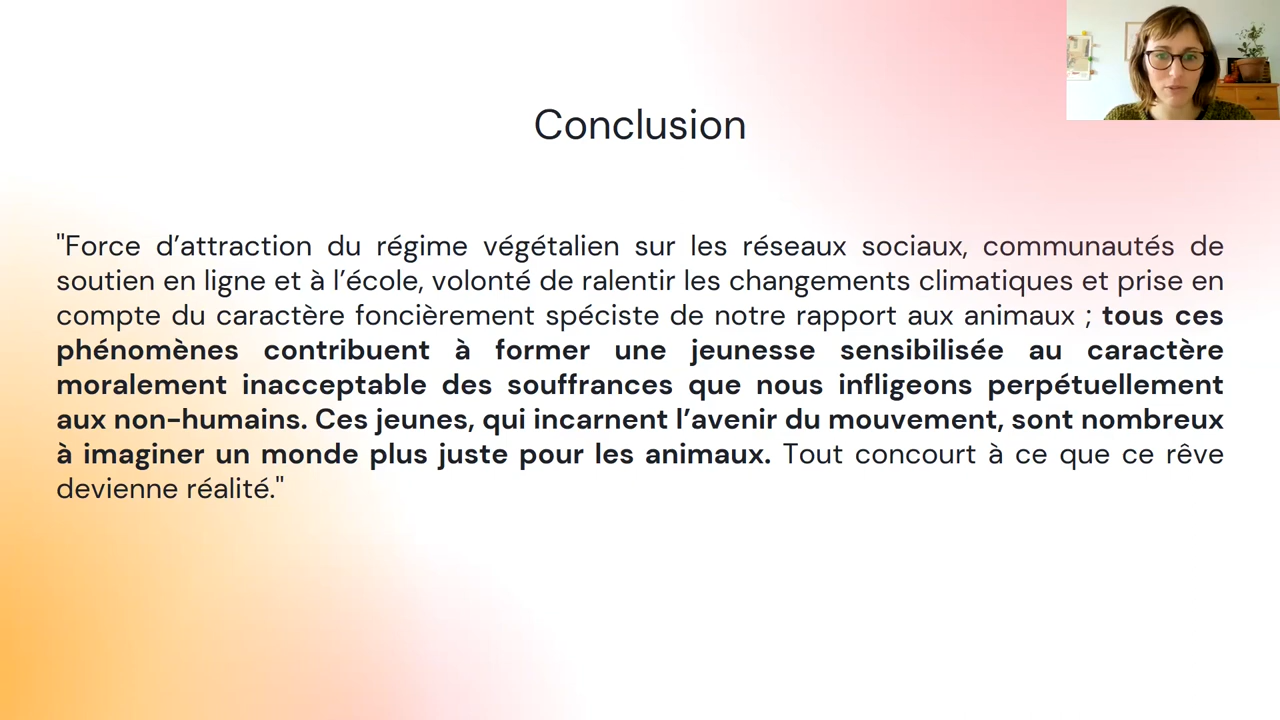 Conclusion
"Force d’attraction du régime végétalien sur les réseaux sociaux, communautés de
soutien en ligne et à l’école, volonté de ralentir les changements climatiques et prise en
compte du caractère foncièrement spéciste de notre rapport aux animaux ; tous ces
phénomènes contribuent à former une jeunesse sensibilisée au caractère
moralement inacceptable des souffrances que nous infligeons perpétuellement
aux non-humains. Ces jeunes, qui incarnent l’avenir du mouvement, sont nombreux
à imaginer un monde plus juste pour les animaux. Tout concourt à ce que ce rêve
devienne réalité."